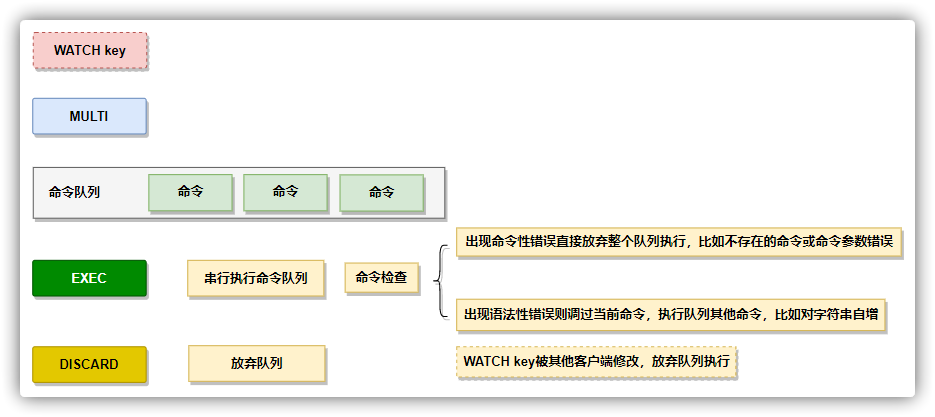 WATCH key
MULTI
命令队列 命令 命令 命令
出现命令性错误直接放弃整个队列执行，比如不存在的命令或命令参数错误
EXEC 串行执行命令队列 命令检查
出现语法性错误则调过当前命令，执行队列其他命令，比如对字符串自增
DISCARD 放弃队列 WATCH key被其他客户端修改，放弃队列执行